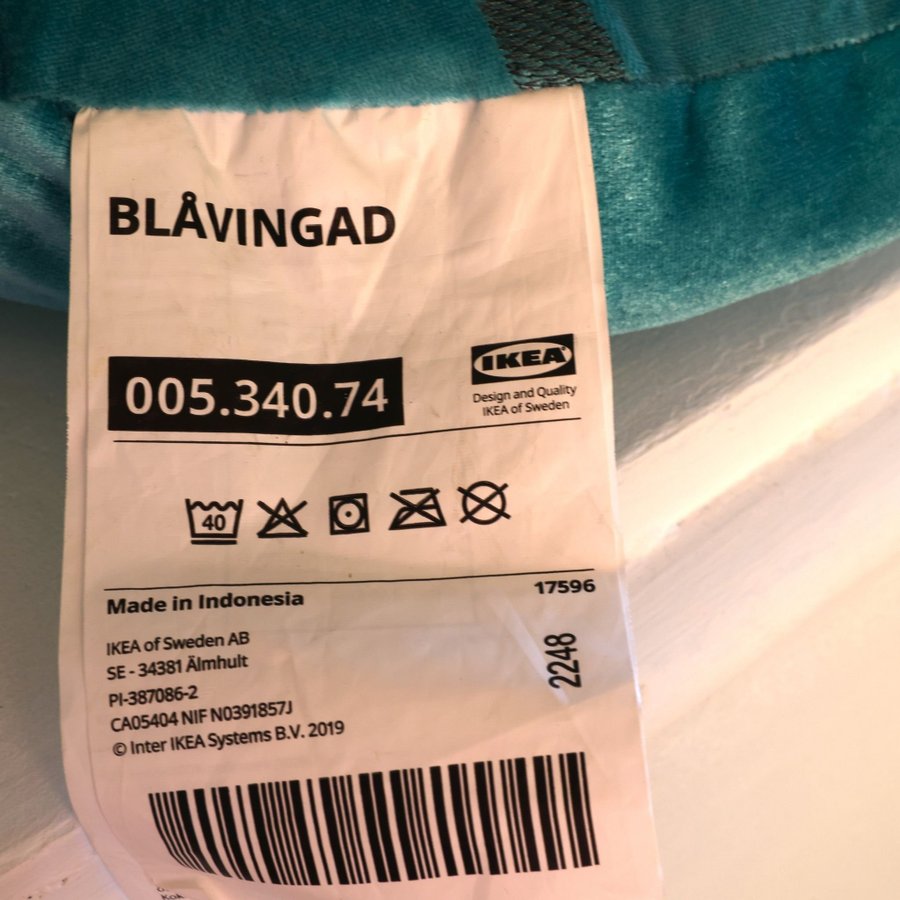 BLÅVINGAD
005.340.74
IKEA
Design and Quality
IKEA of Sweden
40
Made in Indonesia
17596
IKEA of Sweden AB
SE - 34381 Älmhult
2248
PI-387086-2
CA05404 NIF N0391857J
© Inter IKEA Systems B.V. 2019